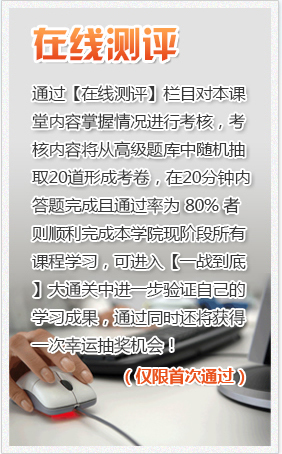 在线测评
通过【在线测评】栏目对本课
堂内容掌握情况进行考核，考
核内容将从高级题库中随机抽
取20道形成考卷，在20分钟内
答题完成且通过率为 80% 者
则顺利完成本学院现阶段所有
课程学习，可进入【一战到底
】大通关中进一步验证自己的
学习成果，通过同时还将获得
一次幸运抽奖机会！
（仅限首次通过）